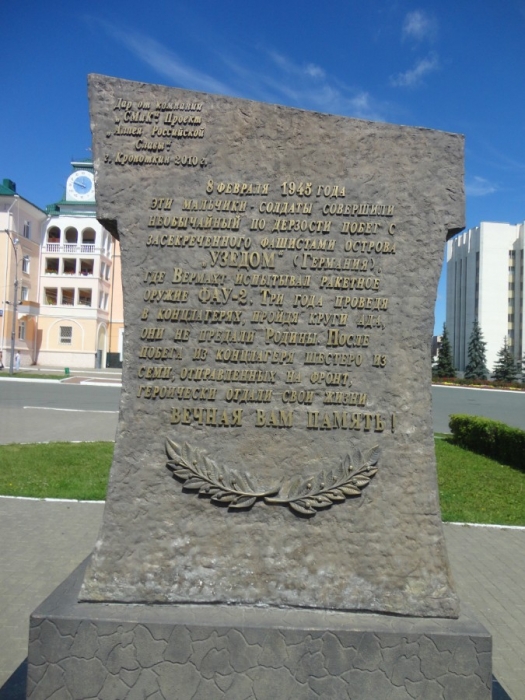 Дар от компании
"СМиК" Проект
"Аллея Российской
Славы"
г. Кропоткин 2010 г.
8 ФЕВРАЛЯ 1945 ГОДА
ЭТИ МАЛЬЧИКИ СОЛДАТЫ СОВЕРШИЛИ
НЕОБЫЧАЙНЫЙ ПО ДЕРЗОСТИ ПОБЕГ С
ЗАСЕКРЕЧЕННОГО ФАШИСТАМИ ОСТРОВА
"УЗЕДОМ" (ГЕРМАНИЯ),
ГДЕ ВЕРМАХТ ИСПЫТЫВАЛ РАКЕТНОЕ
ОРУЖИЕ ФАУ-2. ТРИ ГОДА ПРОВЕДЯ
В КОНЦЛАГЕРЯХ ПРОЙДЯ КРУГИ АДА,
ОНИ НЕ ПРЕДАЛИ РОДИНЫ. ПОСЛЕ
ПОБЕГА ИЗ КОНЦЛАГЕРЯ ШЕСТЕРО ИЗ
СЕМИ, ОТПРАВЛЕННЫХ НА ФРОНТ,
ГЕРОИЧЕСКИ ОТДАЛИ СВОИ ЖИЗНИ.
ВЕЧНАЯ ВАМ ПАМЯТЬ!